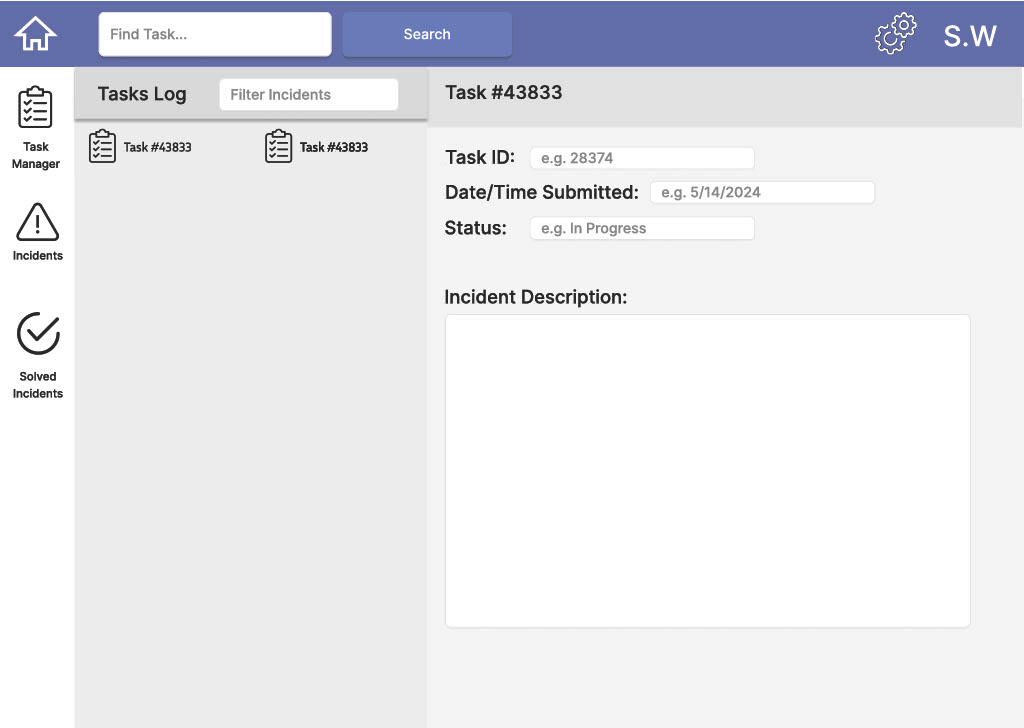 Find Task...
Search
S.W
Task
Manager
Incidents
Solved
Incidents
Tasks Log
Filter Incidents
Task #43833
Task #43833
Task #43833
Task ID:
e.g. 28374
Date/Time Submitted:
e.g. 5/14/2024
Status:
e.g. In Progress
Incident Description: